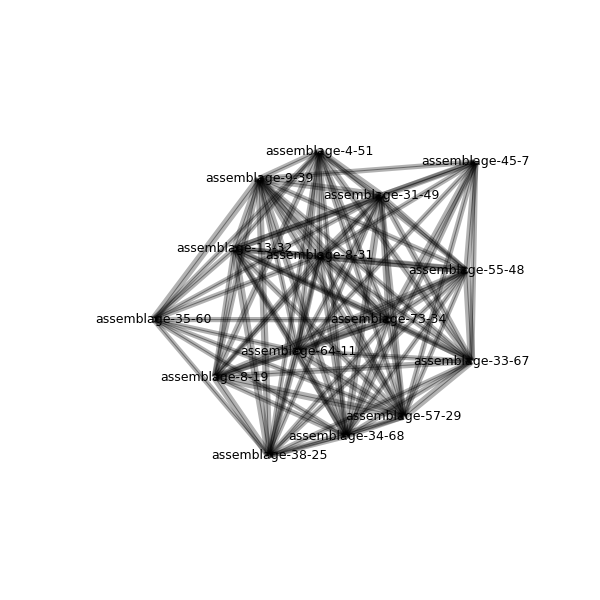 assemblage-4-51
assemblage-45-7
assemblage-9-39
assemblage-31-49
assemblage-13-32
assemblage-8-31
assemblage-55-48
assemblage-35-60
assemblage-73-34
assemblage-64-11
assemblage-33-67
assemblage-8-19
assemblage-57-29
assemblage-34-68
assemblage-38-25